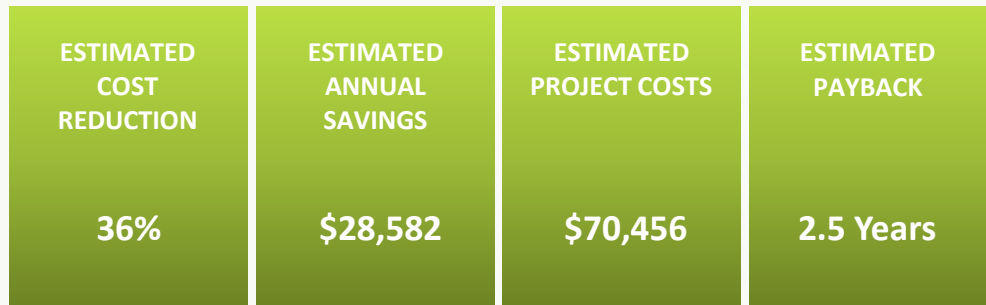 ESTIMATED
COST
REDUCTION
36%
ESTIMATED
ANNUAL
SAVINGS
$28,582
ESTIMATED
PROJECT COSTS
$70,456
ESTIMATED
PAYBACK
2.5 Years